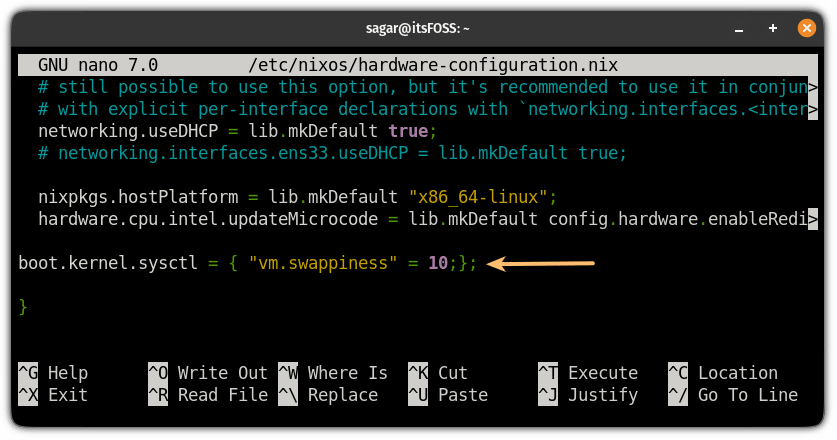 sagar@itsFOSS: ~
GNU nano 7.0 /etc/nixos/hardware-configuration.nix
# still possible to use this option, but it's recommended to use it in conjun>
# with explicit per-interface declarations with `networking.interfaces.<inter>
networking.useDHCP = lib.mkDefault true;
# networking.interfaces.ens33.useDHCP = lib.mkDefault true;
nixpkgs.hostPlatform = lib.mkDefault "x86_64-linux";
hardware.cpu.intel.updateMicrocode = lib.mkDefault config.hardware.enableRedi>
boot.kernel.sysctl = { "vm.swappiness" = 10;};
}
^G Help ^O Write Out ^W Where Is ^K Cut ^T Execute ^C Location
^X Exit ^R Read File ^\ Replace ^U Paste ^J Justify ^/ Go To Line